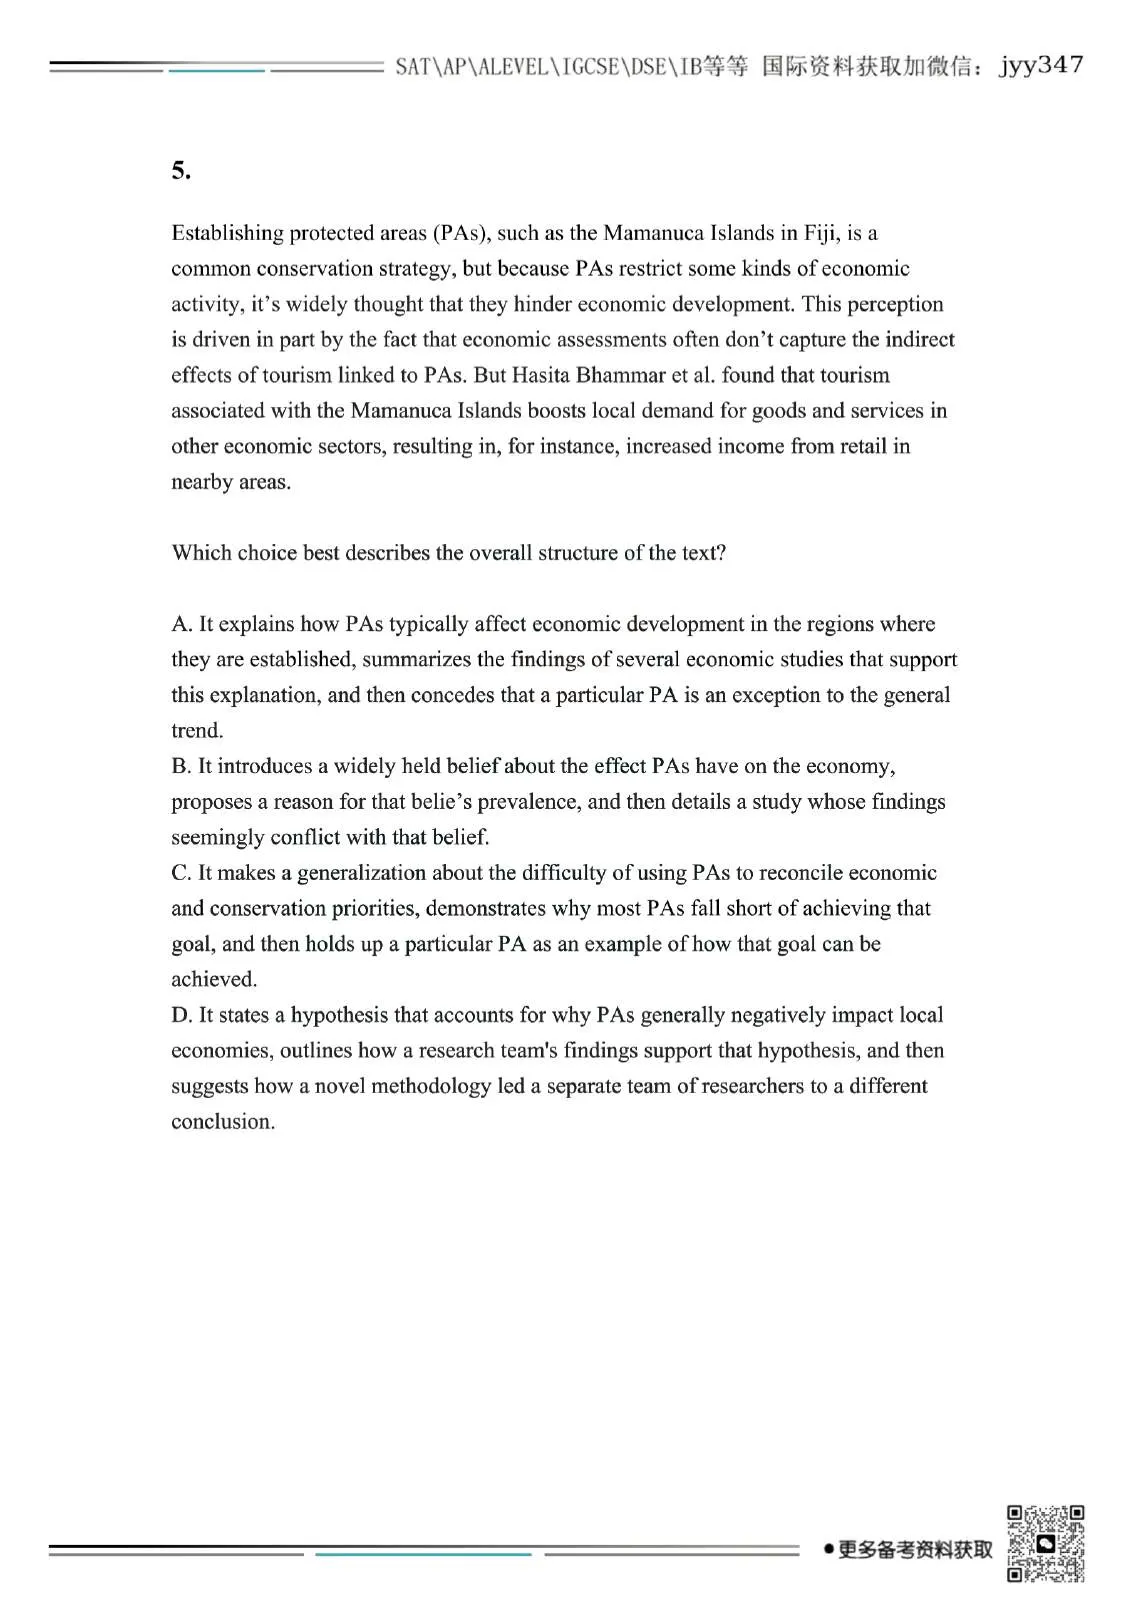 SAT\AP\ALEVEL\IGCSE\DSE\IB等等 国际资料获取加微信: jyy347
5.
Establishing protected areas (PAs), such as the Mamanuca Islands in Fiji, is a
common conservation strategy, but because PAs restrict some kinds of economic
activity, it's widely thought that they hinder economic development. This perception
is driven in part by the fact that economic assessments often don't capture the indirect
effects of tourism linked to PAs. But Hasita Bhammar et al. found that tourism
associated with the Mamanuca Islands boosts local demand for goods and services in
other economic sectors, resulting in, for instance, increased income from retail in
nearby areas.
Which choice best describes the overall structure of the text?
A. It explains how PAs typically affect economic development in the regions where
they are established, summarizes the findings of several economic studies that support
this explanation, and then concedes that a particular PA is an exception to the general
trend.
B. It introduces a widely held belief about the effect PAs have on the economy,
proposes a reason for that belie's prevalence, and then details a study whose findings
seemingly conflict with that belief.
C. It makes a generalization about the difficulty of using PAs to reconcile economic
and conservation priorities, demonstrates why most PAs fall short of achieving that
goal, and then holds up a particular PA as an example of how that goal can be
achieved.
D. It states a hypothesis that accounts for why PAs generally negatively impact local
economies, outlines how a research team's findings support that hypothesis, and then
suggests how a novel methodology led a separate team of researchers to a different
conclusion.
●更多备考资料获取